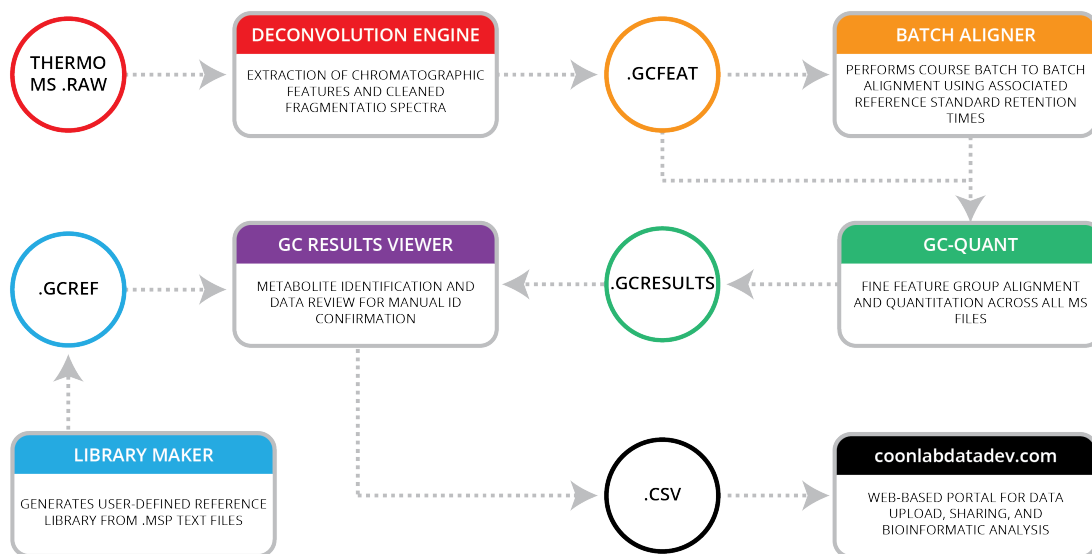 THERMO
MS .RAW
DECONVOLUTION ENGINE
EXTRACTION OF CHROMATOGRAPHIC
FEATURES AND CLEANED
FRAGMENTATIO SPECTRA
.GCFEAT
BATCH ALIGNER
PERFORMS COURSE BATCH TO BATCH
ALIGNMENT USING ASSOCIATED
REFERENCE STANDARD RETENTION
TIMES
.GCREF
GC RESULTS VIEWER
METABOLITE IDENTIFICATION AND
DATA REVIEW FOR MANUAL ID
CONFIRMATION
.GCRESULTS
GC-QUANT
FINE FEATURE GROUP ALIGNMENT
AND QUANTITATION ACROSS ALL MS
FILES
LIBRARY MAKER
GENERATES USER-DEFINED REFERENCE
LIBRARY FROM .MSP TEXT FILES
.CSV
coonlabdatadev.com
WEB-BASED PORTAL FOR DATA
UPLOAD, SHARING, AND
BIOINFORMATIC ANALYSIS